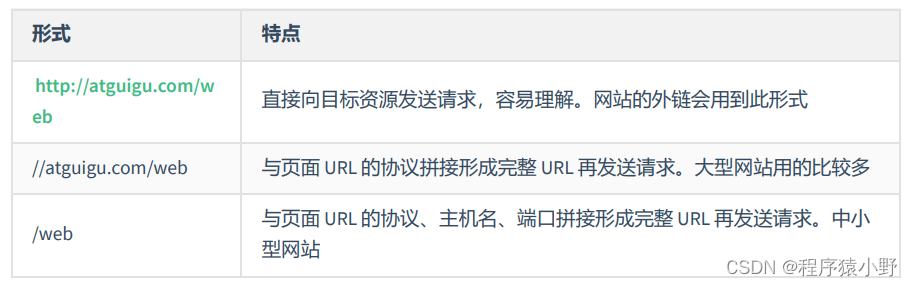 形式 特点
http://atguigu.com/w
eb
直接向目标资源发送请求，容易理解。网站的外链会用到此形式
//atguigu.com/web 与页面 URL 的协议拼接形成完整 URL 再发送请求。大型网站用的比较多
/web
与页面 URL 的协议、主机名、端口拼接形成完整 URL 再发送请求。中小
型网站
CSDN @程序猿小野